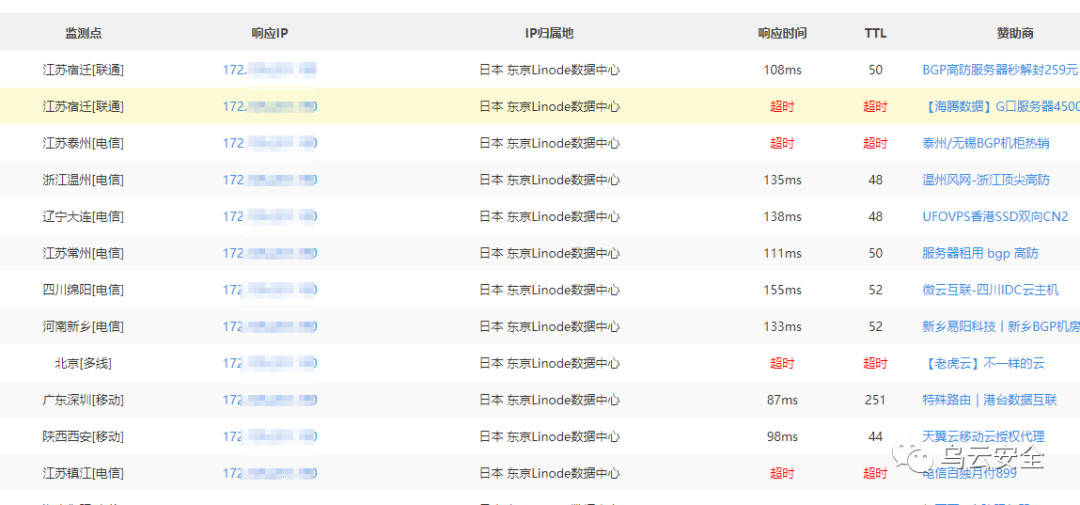 监测点 响应IP IP归属地 响应时间 TTL 赞助商
江苏宿迁[联通] 172. 日本 东京Linode数据中心 108ms 50 BGP高防服务器秒解封259元
江苏宿迁[联通] 172. 0 日本 东京Linode数据中心 超时 超时 【海腾数据】G口服务器4500
江苏泰州[电信] 172 日本 东京Linode数据中心 超时 超时 泰州/无锡BGP机柜热销
浙江温州[电信] 172 日本 东京Linode数据中心 135ms 48 温州风网-浙江顶尖高防
辽宁大连[电信] 172 日本 东京Linode数据中心 138ms 48 UFOVPS香港SSD双向CN2
江苏常州[电信] 172 日本 东京Linode数据中心 111ms 50 服务器租用 bgp 高防
四川绵阳[电信] 172 日本 东京Linode数据中心 155ms 52 微云互联-四川IDC云主机
河南新乡[电信] 172 日本 东京Linode数据中心 133ms 52 新乡易阳科技丨新乡BGP机房
北京[多线] 172 日本 东京Linode数据中心 超时 超时 【老虎云】不一样的云
广东深圳[移动] 172 日本 东京Linode数据中心 87ms 251 特殊路由｜港台数据互联
陕西西安[移动] 172 日本 东京Linode数据中心 98ms 44 天翼云移动云授权代理
江苏镇江[电信] 172 日本 东京Linode数据中心 超时 超时 电信百独月付899
乌云安全